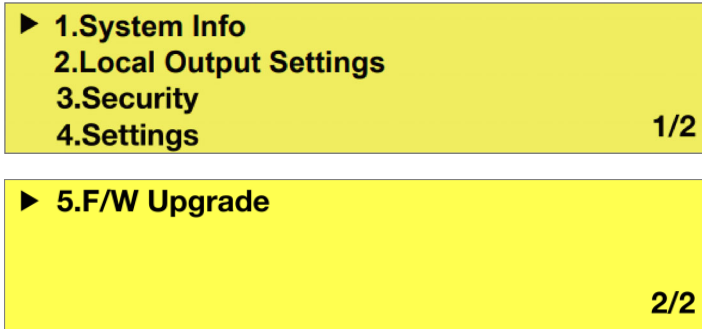 1.System Info
2.Local Output Settings
3.Security
4.Settings
1/2
5.F/W Upgrade
2/2